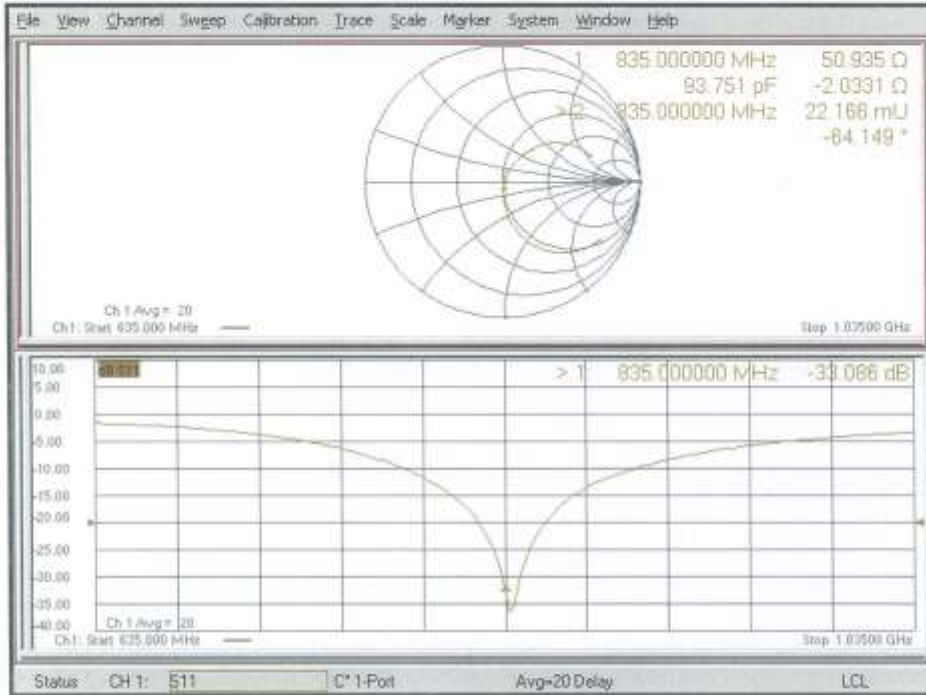 File View Channel Sweep Calibration Trace Scale Marker System Window Help
1 835.000000 MHz 50.935 Ω
93.751 pF -2.0331 Ω
> 2 835.000000 MHz 22.166 mU
-64.149 °
Ch 1 Avg = 20
Ch1: Start 635.000 MHz
Stop 1.03500 GHz
10.00
> 1 835.000000 MHz -33.086 dB
5.00
0.00
-5.00
-10.00
-15.00
-20.00
-25.00
-30.00
-35.00
-40.00
Ch 1 Avg = 20
Ch1: Start 635.000 MHz
Stop 1.03500 GHz
Status CH 1: S11 C* 1-Port Avg=20 Delay LCL